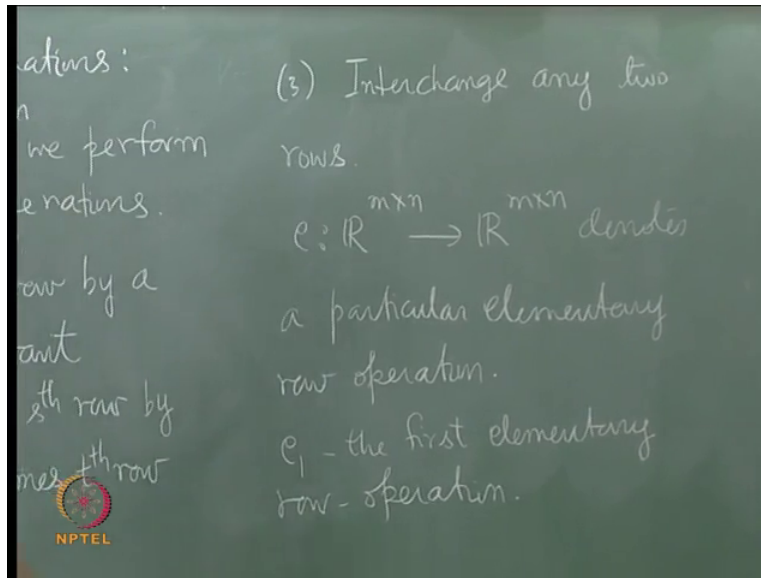 ations:
n
we perform
erations.
row by a
ant
sth row by
mes tth row
(3) Interchange any two
rows.
e : ℝ^{m×n} → ℝ^{m×n} denotes
a particular elementary
row operation.
e₁ - the first elementary
row-operation.
NPTEL